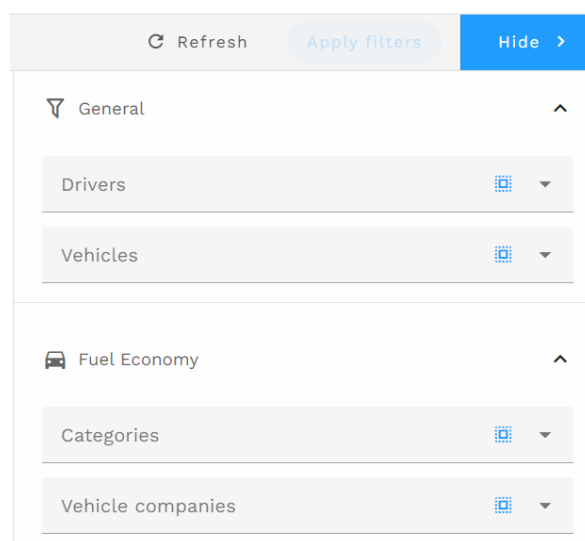 Refresh Apply filters Hide
General
Drivers
Vehicles
Fuel Economy
Categories
Vehicle companies